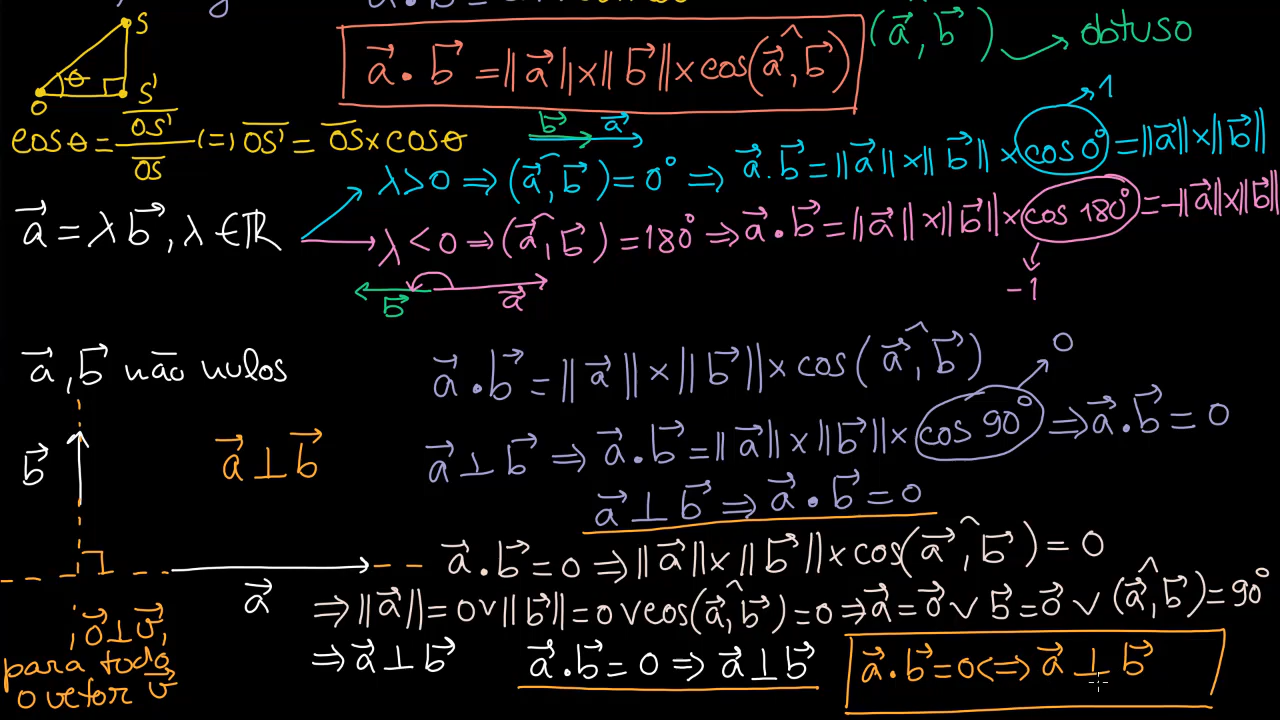 a⃗ · b⃗ =
S
θ
O
S'
a⃗ · b⃗ = ||a⃗|| × ||b⃗|| × cos(a⃗^b⃗)
(a⃗, b⃗) → obtuso
cos θ = OS'/OS (=) OS' = OS × cos θ
b⃗ a⃗
1
λ > 0 ⇒ (a⃗^,b⃗) = 0° ⇒ a⃗ · b⃗ = ||a⃗|| × ||b⃗|| × cos 0° = ||a⃗|| × ||b⃗||
a⃗ = λ b⃗, λ ∈ ℝ
λ < 0 ⇒ (a⃗^,b⃗) = 180° ⇒ a⃗ · b⃗ = ||a⃗|| × ||b⃗|| × cos 180° = -||a⃗|| × ||b⃗||
-1
b⃗ a⃗
a⃗, b⃗ não nulos
a⃗ · b⃗ = ||a⃗|| × ||b⃗|| × cos(a⃗^,b⃗)
0
b⃗
a⃗ ⊥ b⃗
a⃗ ⊥ b⃗ ⇒ a⃗ · b⃗ = ||a⃗|| × ||b⃗|| × cos 90° ⇒ a⃗ · b⃗ = 0
a⃗ ⊥ b⃗ ⇒ a⃗ · b⃗ = 0
a⃗ · b⃗ = 0 ⇒ ||a⃗|| × ||b⃗|| × cos(a⃗^,b⃗) = 0
a⃗
⇒ ||a⃗|| = 0 ∨ ||b⃗|| = 0 ∨ cos(a⃗^,b⃗) = 0 ⇒ a⃗ = 0⃗ ∨ b⃗ = 0⃗ ∨ (a⃗^,b⃗) = 90°
⇒ a⃗ ⊥ b⃗
a⃗ · b⃗ = 0 ⇒ a⃗ ⊥ b⃗
a⃗ · b⃗ = 0 <=> a⃗ ⊥ b⃗
, 0⃗ ⊥ v⃗,
para todo
o vetor v⃗